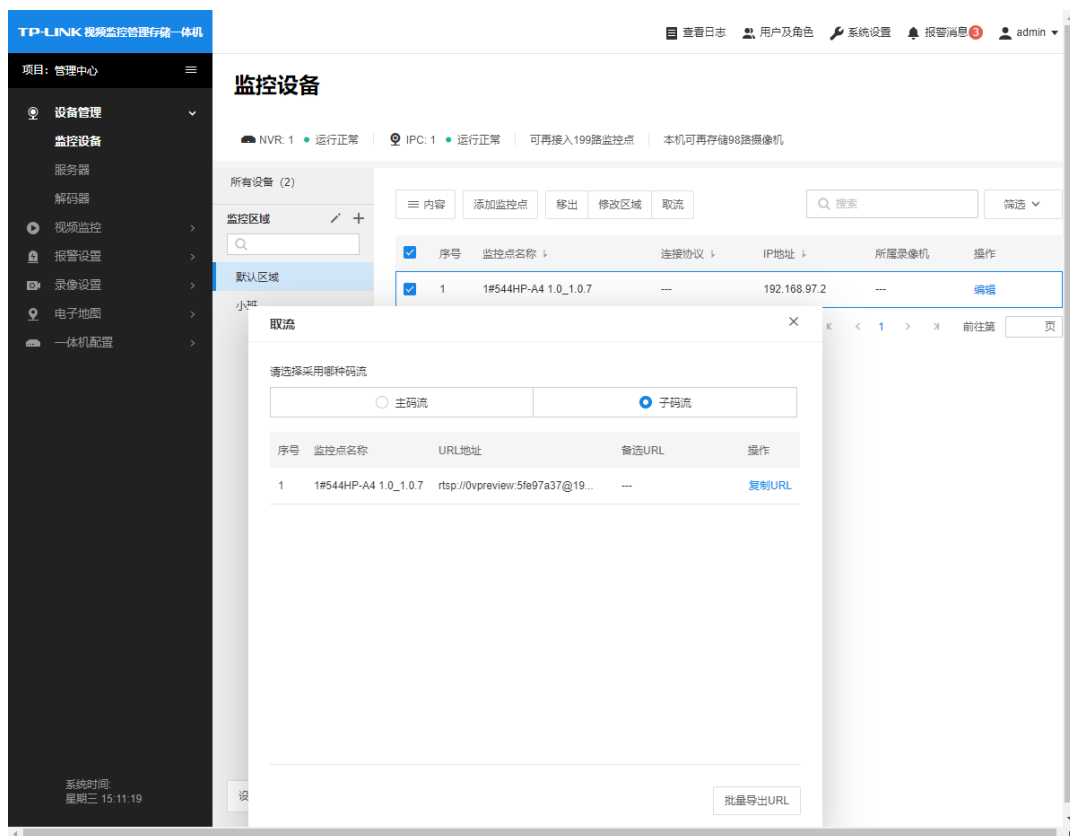 TP-LINK 视频监控管理存储一体机
查看日志 用户及角色 系统设置 报警消息 3 admin
项目: 管理中心
监控设备
设备管理
监控设备
服务器
解码器
视频监控
报警设置
录像设置
电子地图
一体机配置
NVR: 1 运行正常 IPC: 1 运行正常 可再接入199路监控点 本机可再存储98路摄像机
所有设备 (2)
监控区域
默认区域
小班
内容 添加监控点 移出 修改区域 取流 搜索 筛选
序号 监控点名称 连接协议 IP地址 所属录像机 操作
1 1#544HP-A4 1.0_1.0.7 --- 192.168.97.2 --- 编辑
1 前往第 页
取流
请选择采用哪种码流
主码流 子码流
序号 监控点名称 URL地址 备选URL 操作
1 1#544HP-A4 1.0_1.0.7 rtsp://0vpreview:5fe97a37@19... --- 复制URL
设
批量导出URL
系统时间:
星期三 15:11:19